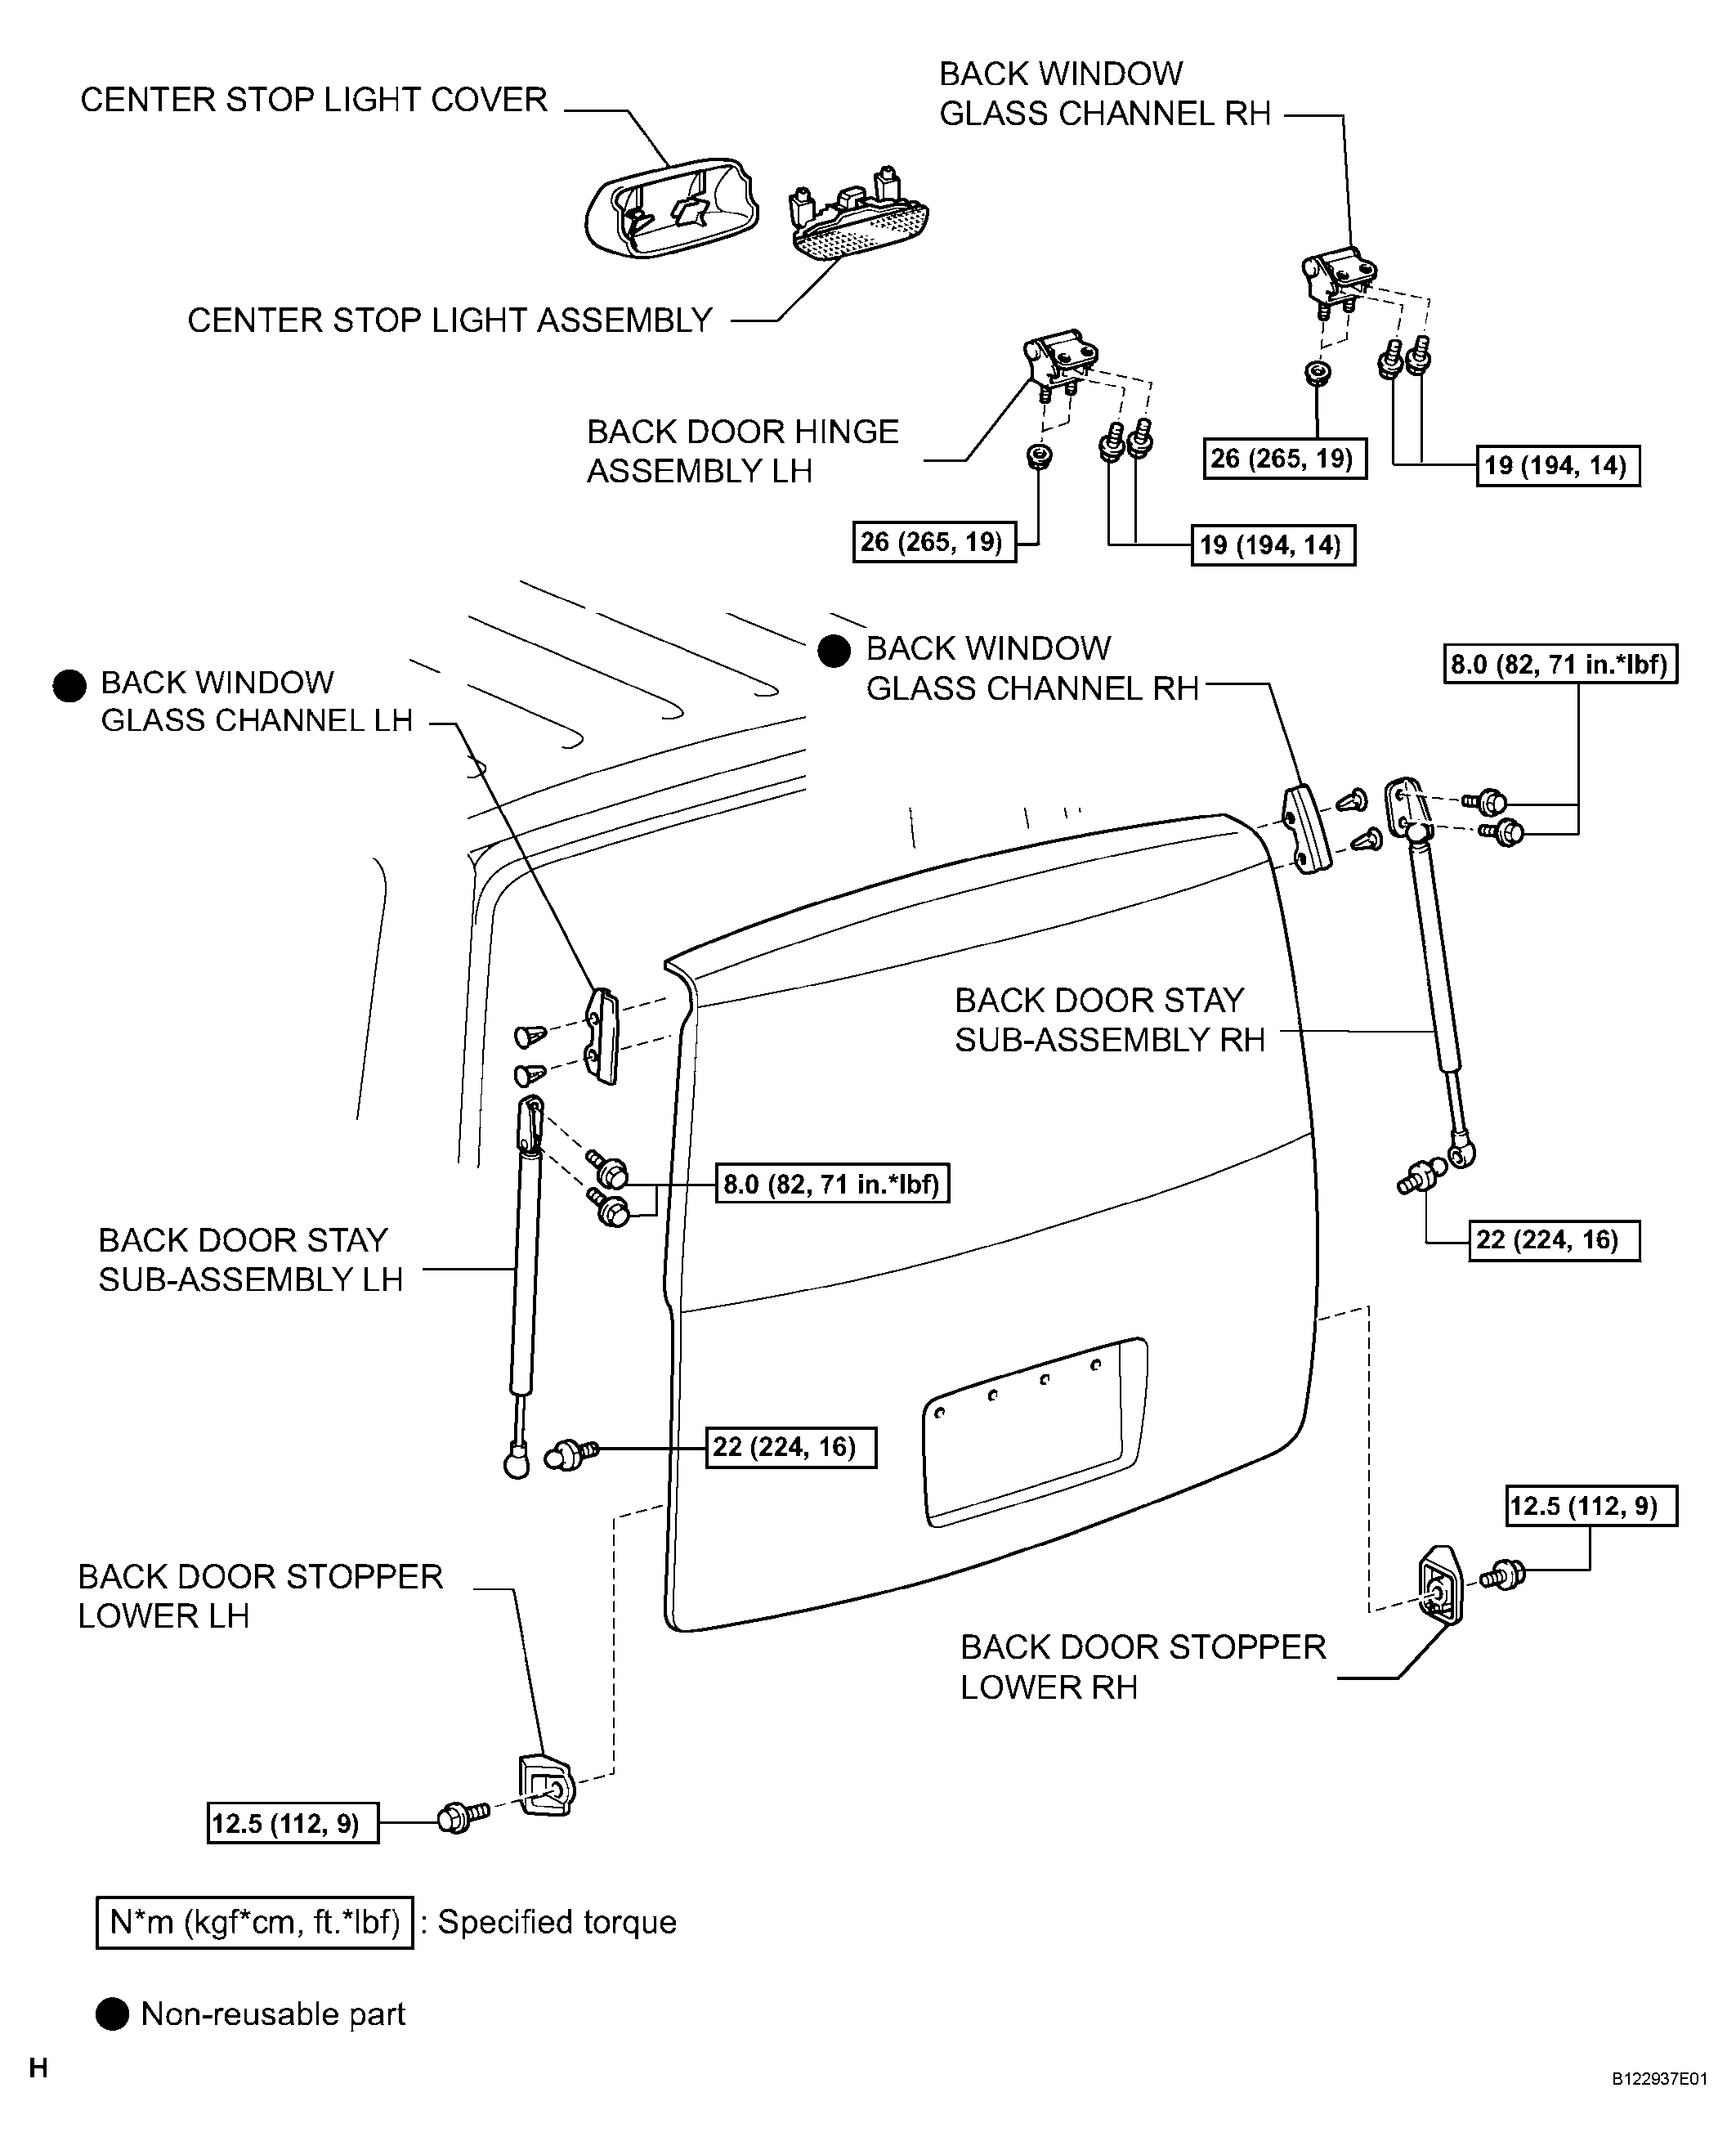 CENTER STOP LIGHT COVER
BACK WINDOW
GLASS CHANNEL RH
CENTER STOP LIGHT ASSEMBLY
BACK DOOR HINGE
ASSEMBLY LH
26 (265, 19)
19 (194, 14)
26 (265, 19)
19 (194, 14)
BACK WINDOW
GLASS CHANNEL LH
BACK WINDOW
GLASS CHANNEL RH
8.0 (82, 71 in.*lbf)
BACK DOOR STAY
SUB-ASSEMBLY RH
8.0 (82, 71 in.*lbf)
BACK DOOR STAY
SUB-ASSEMBLY LH
22 (224, 16)
22 (224, 16)
12.5 (112, 9)
BACK DOOR STOPPER
LOWER LH
BACK DOOR STOPPER
LOWER RH
12.5 (112, 9)
N*m (kgf*cm, ft.*lbf) : Specified torque
Non-reusable part
H
B122937E01